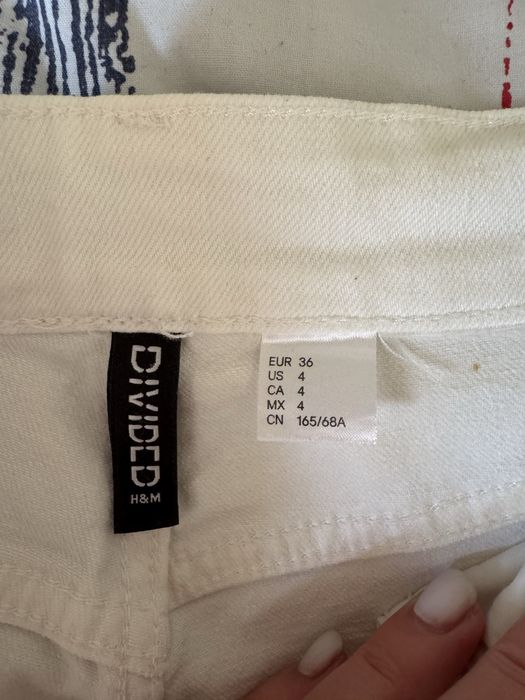 DIVIDED
H&M
EUR 36
US 4
CA 4
MX 4
CN 165/68A